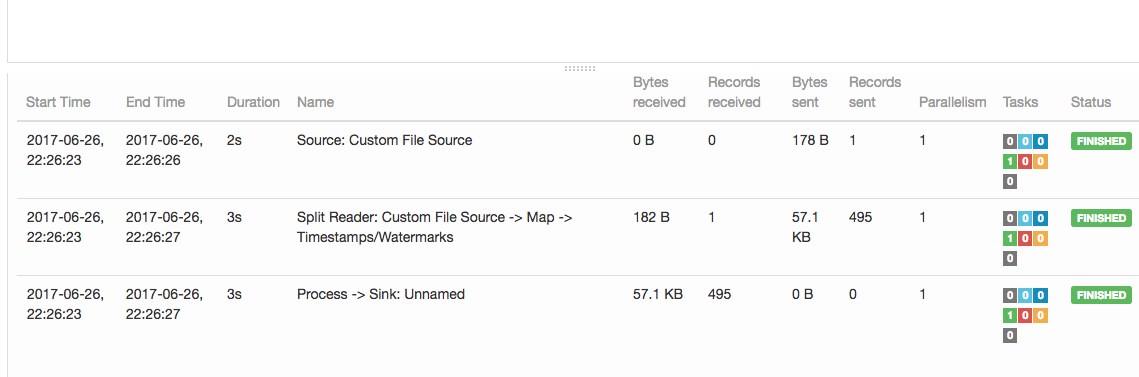 Start Time End Time Duration Name Bytes received Records received Bytes sent Records sent Parallelism Tasks Status
2017-06-26, 22:26:23 2017-06-26, 22:26:26 2s Source: Custom File Source 0 B 0 178 B 1 1 0 0 0 FINISHED
1 0 0
0
2017-06-26, 22:26:23 2017-06-26, 22:26:27 3s Split Reader: Custom File Source -> Map -> Timestamps/Watermarks 182 B 1 57.1 KB 495 1 0 0 0 FINISHED
1 0 0
0
2017-06-26, 22:26:23 2017-06-26, 22:26:27 3s Process -> Sink: Unnamed 57.1 KB 495 0 B 0 1 0 0 0 FINISHED
1 0 0
0